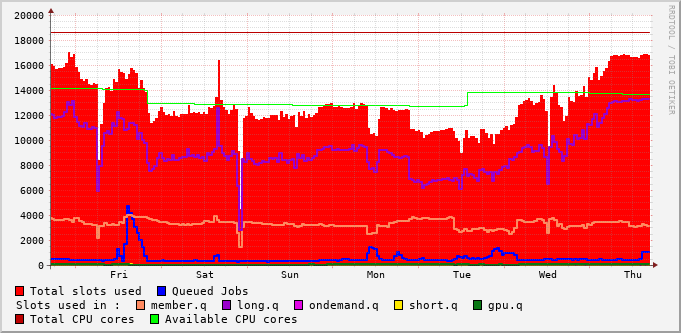 20000
18000
16000
14000
12000
10000
8000
6000
4000
2000
0
Fri Sat Sun Mon Tue Wed Thu
RRDTOOL / TOBI OETIKER
Total slots used Queued Jobs
Slots used in : member.q long.q ondemand.q short.q gpu.q
Total CPU cores Available CPU cores